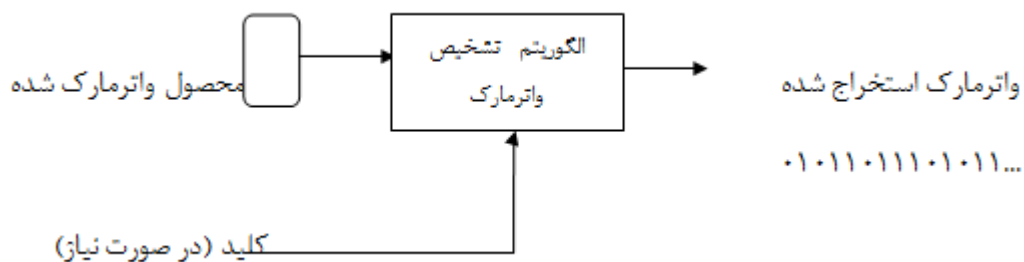 الگوریتم تشخیص
واترمارک
واترمارک استخراج شده
محصول واترمارک شده
۰۱۰۱۱۰۱۱۱۰۱۰۱۱...
کلید (در صورت نیاز)